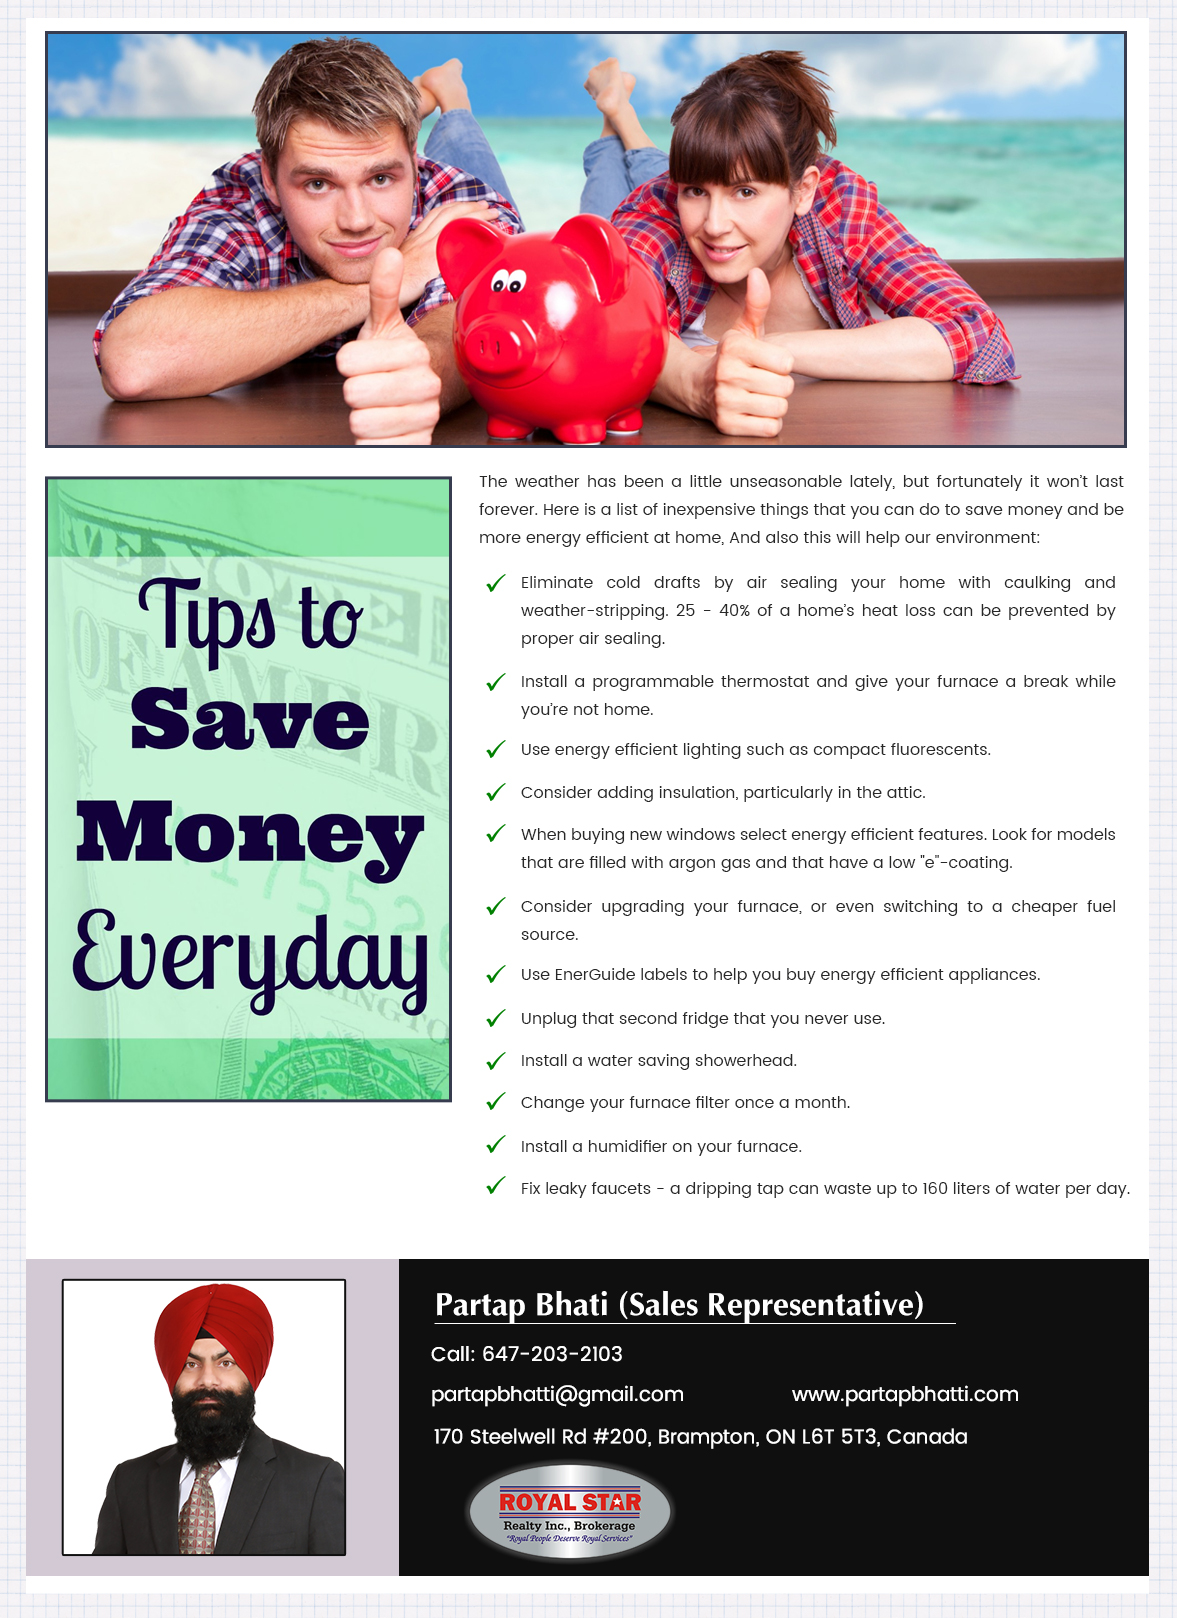 Tips to
Save
Money
Everyday
The weather has been a little unseasonable lately, but fortunately it won't last
forever. Here is a list of inexpensive things that you can do to save money and be
more energy efficient at home, And also this will help our environment:
Eliminate cold drafts by air sealing your home with caulking and
weather-stripping. 25 - 40% of a home's heat loss can be prevented by
proper air sealing.
Install a programmable thermostat and give your furnace a break while
you're not home.
Use energy efficient lighting such as compact fluorescents.
Consider adding insulation, particularly in the attic.
When buying new windows select energy efficient features. Look for models
that are filled with argon gas and that have a low "e"-coating.
Consider upgrading your furnace, or even switching to a cheaper fuel
source.
Use EnerGuide labels to help you buy energy efficient appliances.
Unplug that second fridge that you never use.
Install a water saving showerhead.
Change your furnace filter once a month.
Install a humidifier on your furnace.
Fix leaky faucets - a dripping tap can waste up to 160 liters of water per day.
Partap Bhati (Sales Representative)
Call: 647-203-2103
partapbhatti@gmail.com www.partapbhatti.com
170 Steelwell Rd #200, Brampton, ON L6T 5T3, Canada
ROYAL STAR
Realty Inc., Brokerage
"Royal People Deserve Royal Services"